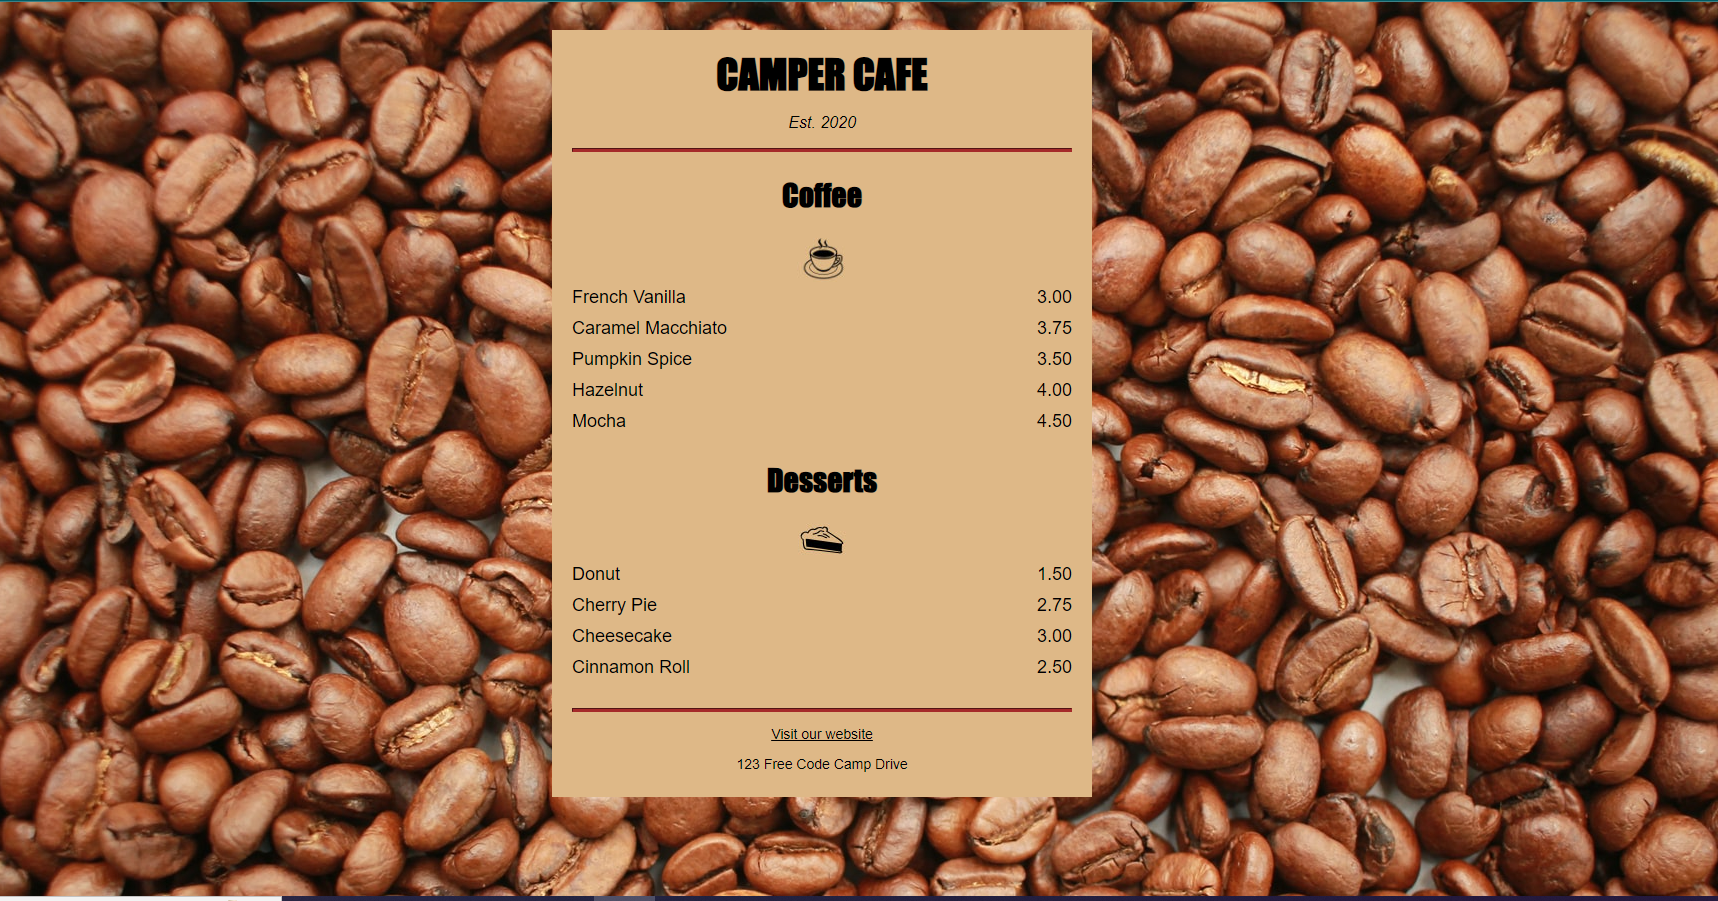 CAMPER CAFE
Est. 2020
Coffee
French Vanilla 3.00
Caramel Macchiato 3.75
Pumpkin Spice 3.50
Hazelnut 4.00
Mocha 4.50
Desserts
Donut 1.50
Cherry Pie 2.75
Cheesecake 3.00
Cinnamon Roll 2.50
Visit our website
123 Free Code Camp Drive